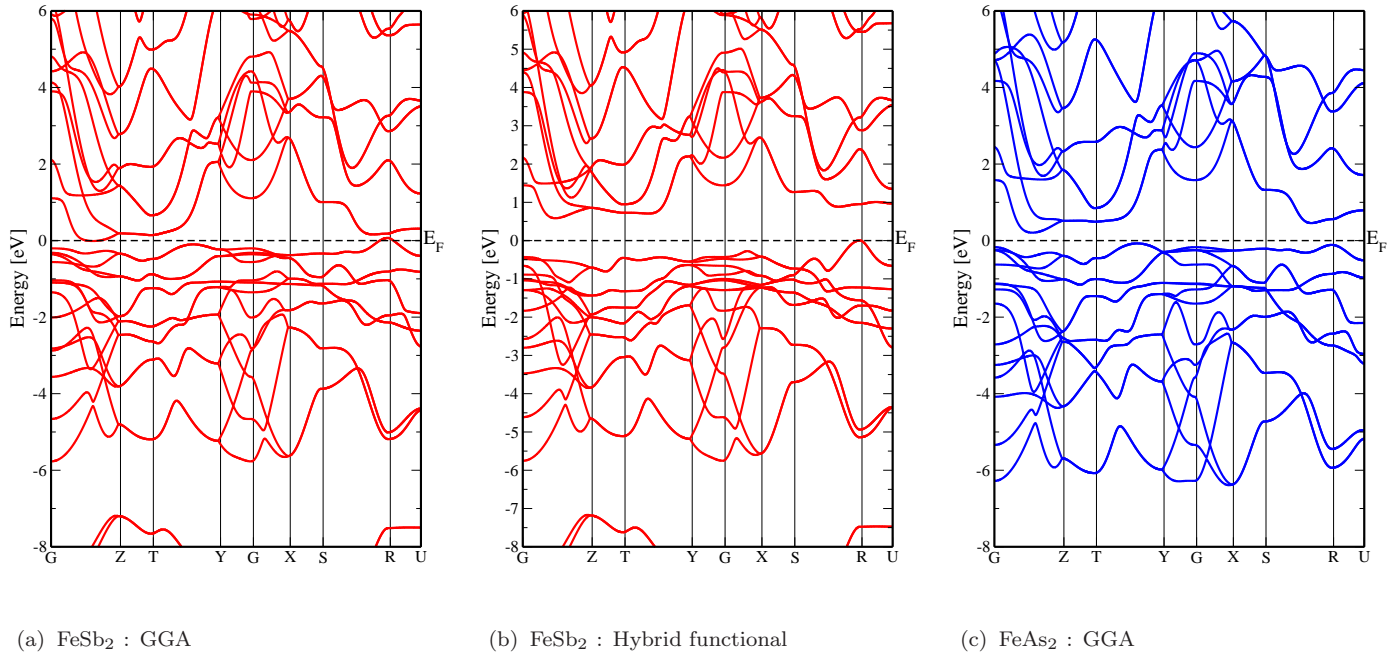 6
4
2
0
-2
-4
-6
-8
Energy [eV]
G Z T Y G X S R U
E_F
6
5
4
3
2
1
0
-1
-2
-3
-4
-5
-6
-7
-8
Energy [eV]
G Z T Y G X S R U
E_F
6
4
2
0
-2
-4
-6
-8
Energy [eV]
G Z T Y G X S R U
E_F
(a) FeSb₂ : GGA
(b) FeSb₂ : Hybrid functional
(c) FeAs₂ : GGA